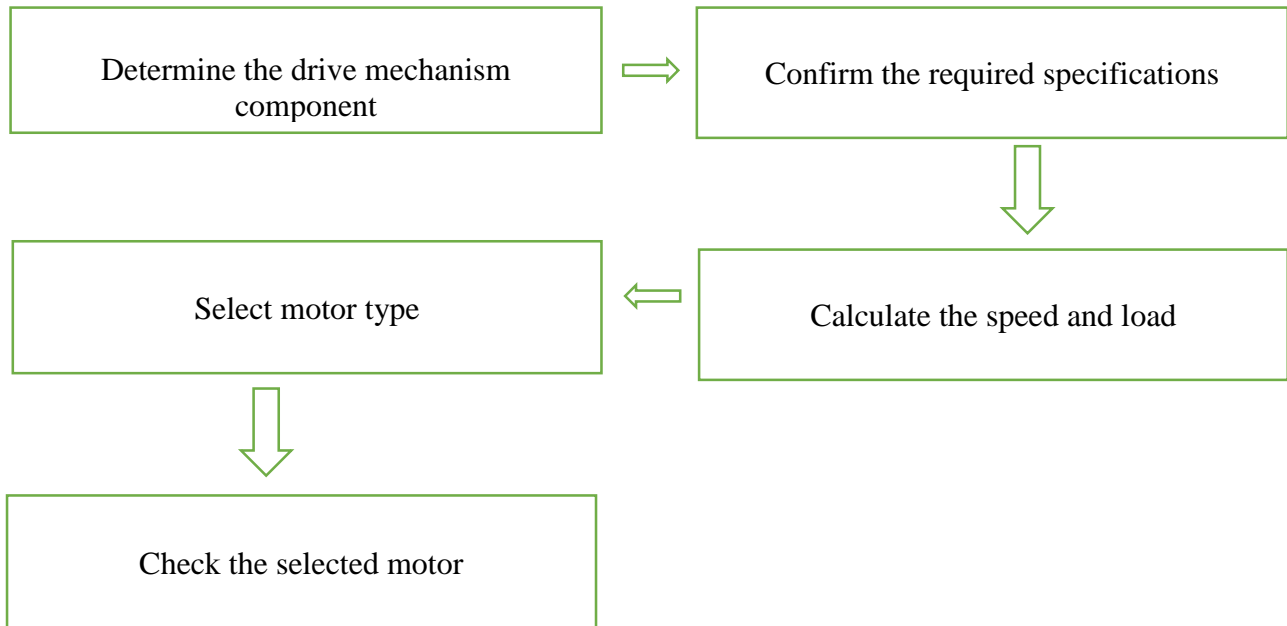 Determine the drive mechanism
component
Confirm the required specifications
Calculate the speed and load
Select motor type
Check the selected motor